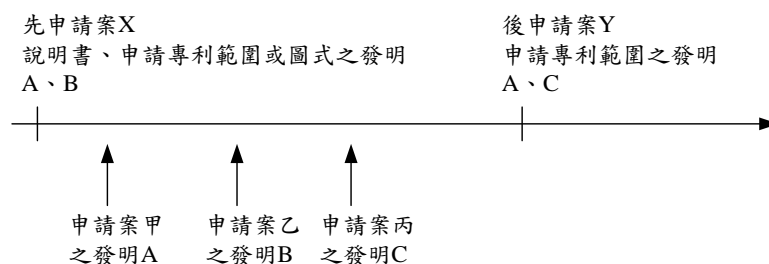 先申請案X
說明書、申請專利範圍或圖式之發明
A、B
後申請案Y
申請專利範圍之發明
A、C
申請案甲
之發明A
申請案乙
之發明B
申請案丙
之發明C